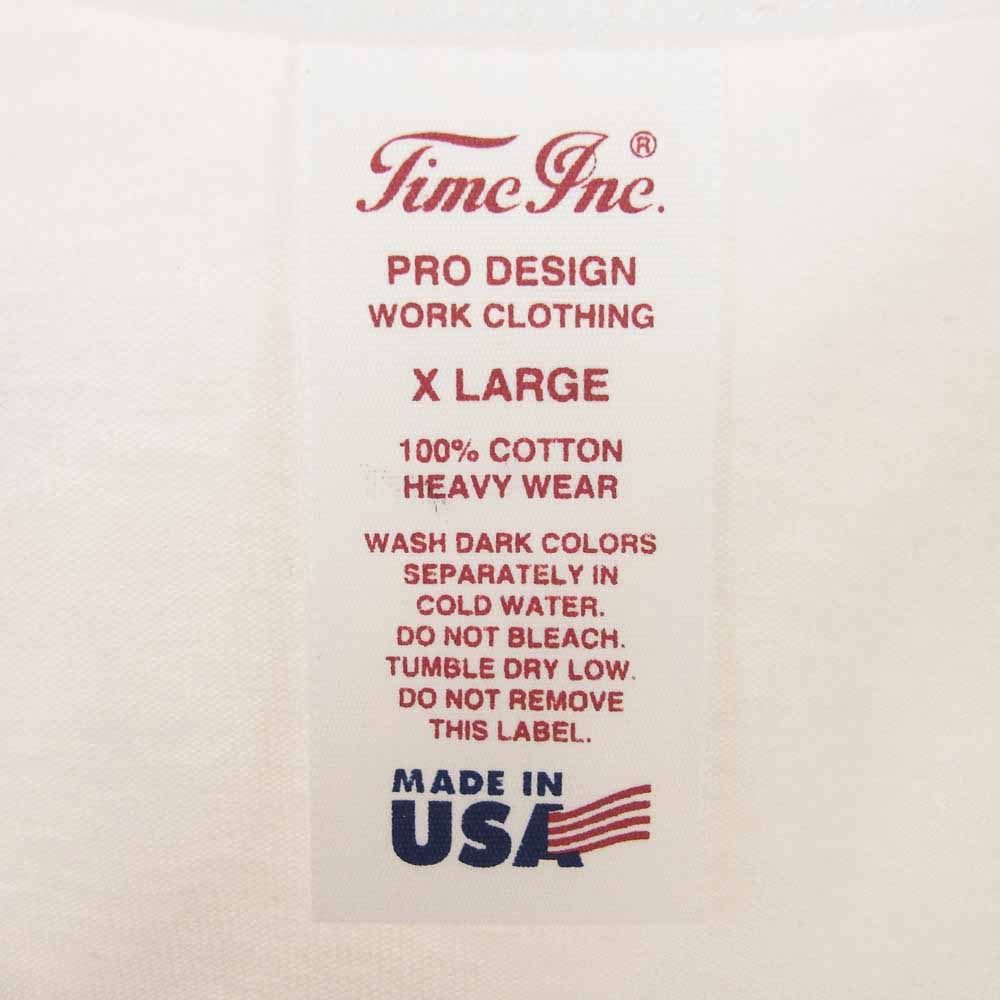 Timc Inc.®
PRO DESIGN
WORK CLOTHING
X LARGE
100% COTTON
HEAVY WEAR
WASH DARK COLORS
SEPARATELY IN
COLD WATER.
DO NOT BLEACH.
TUMBLE DRY LOW.
DO NOT REMOVE
THIS LABEL.
MADE IN
USA